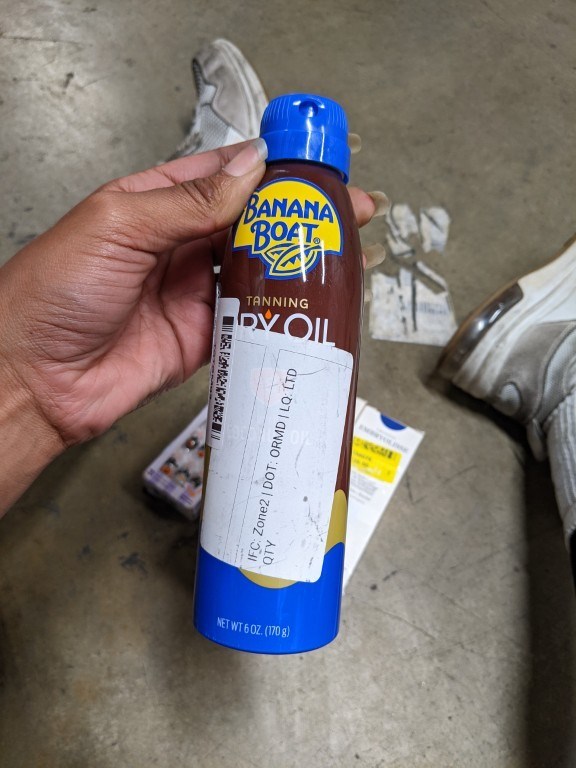 BANANA
BOAT®
TANNING
DRY OIL
IFC: Zone2 | DOT: ORMD | LQ: LTD
QTY
NET WT 6 OZ. (170 g)